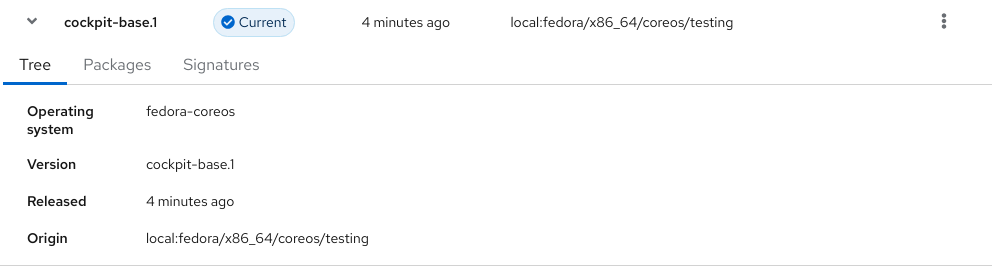 cockpit-base.1 Current 4 minutes ago local:fedora/x86_64/coreos/testing
Tree Packages Signatures
Operating system fedora-coreos
Version cockpit-base.1
Released 4 minutes ago
Origin local:fedora/x86_64/coreos/testing